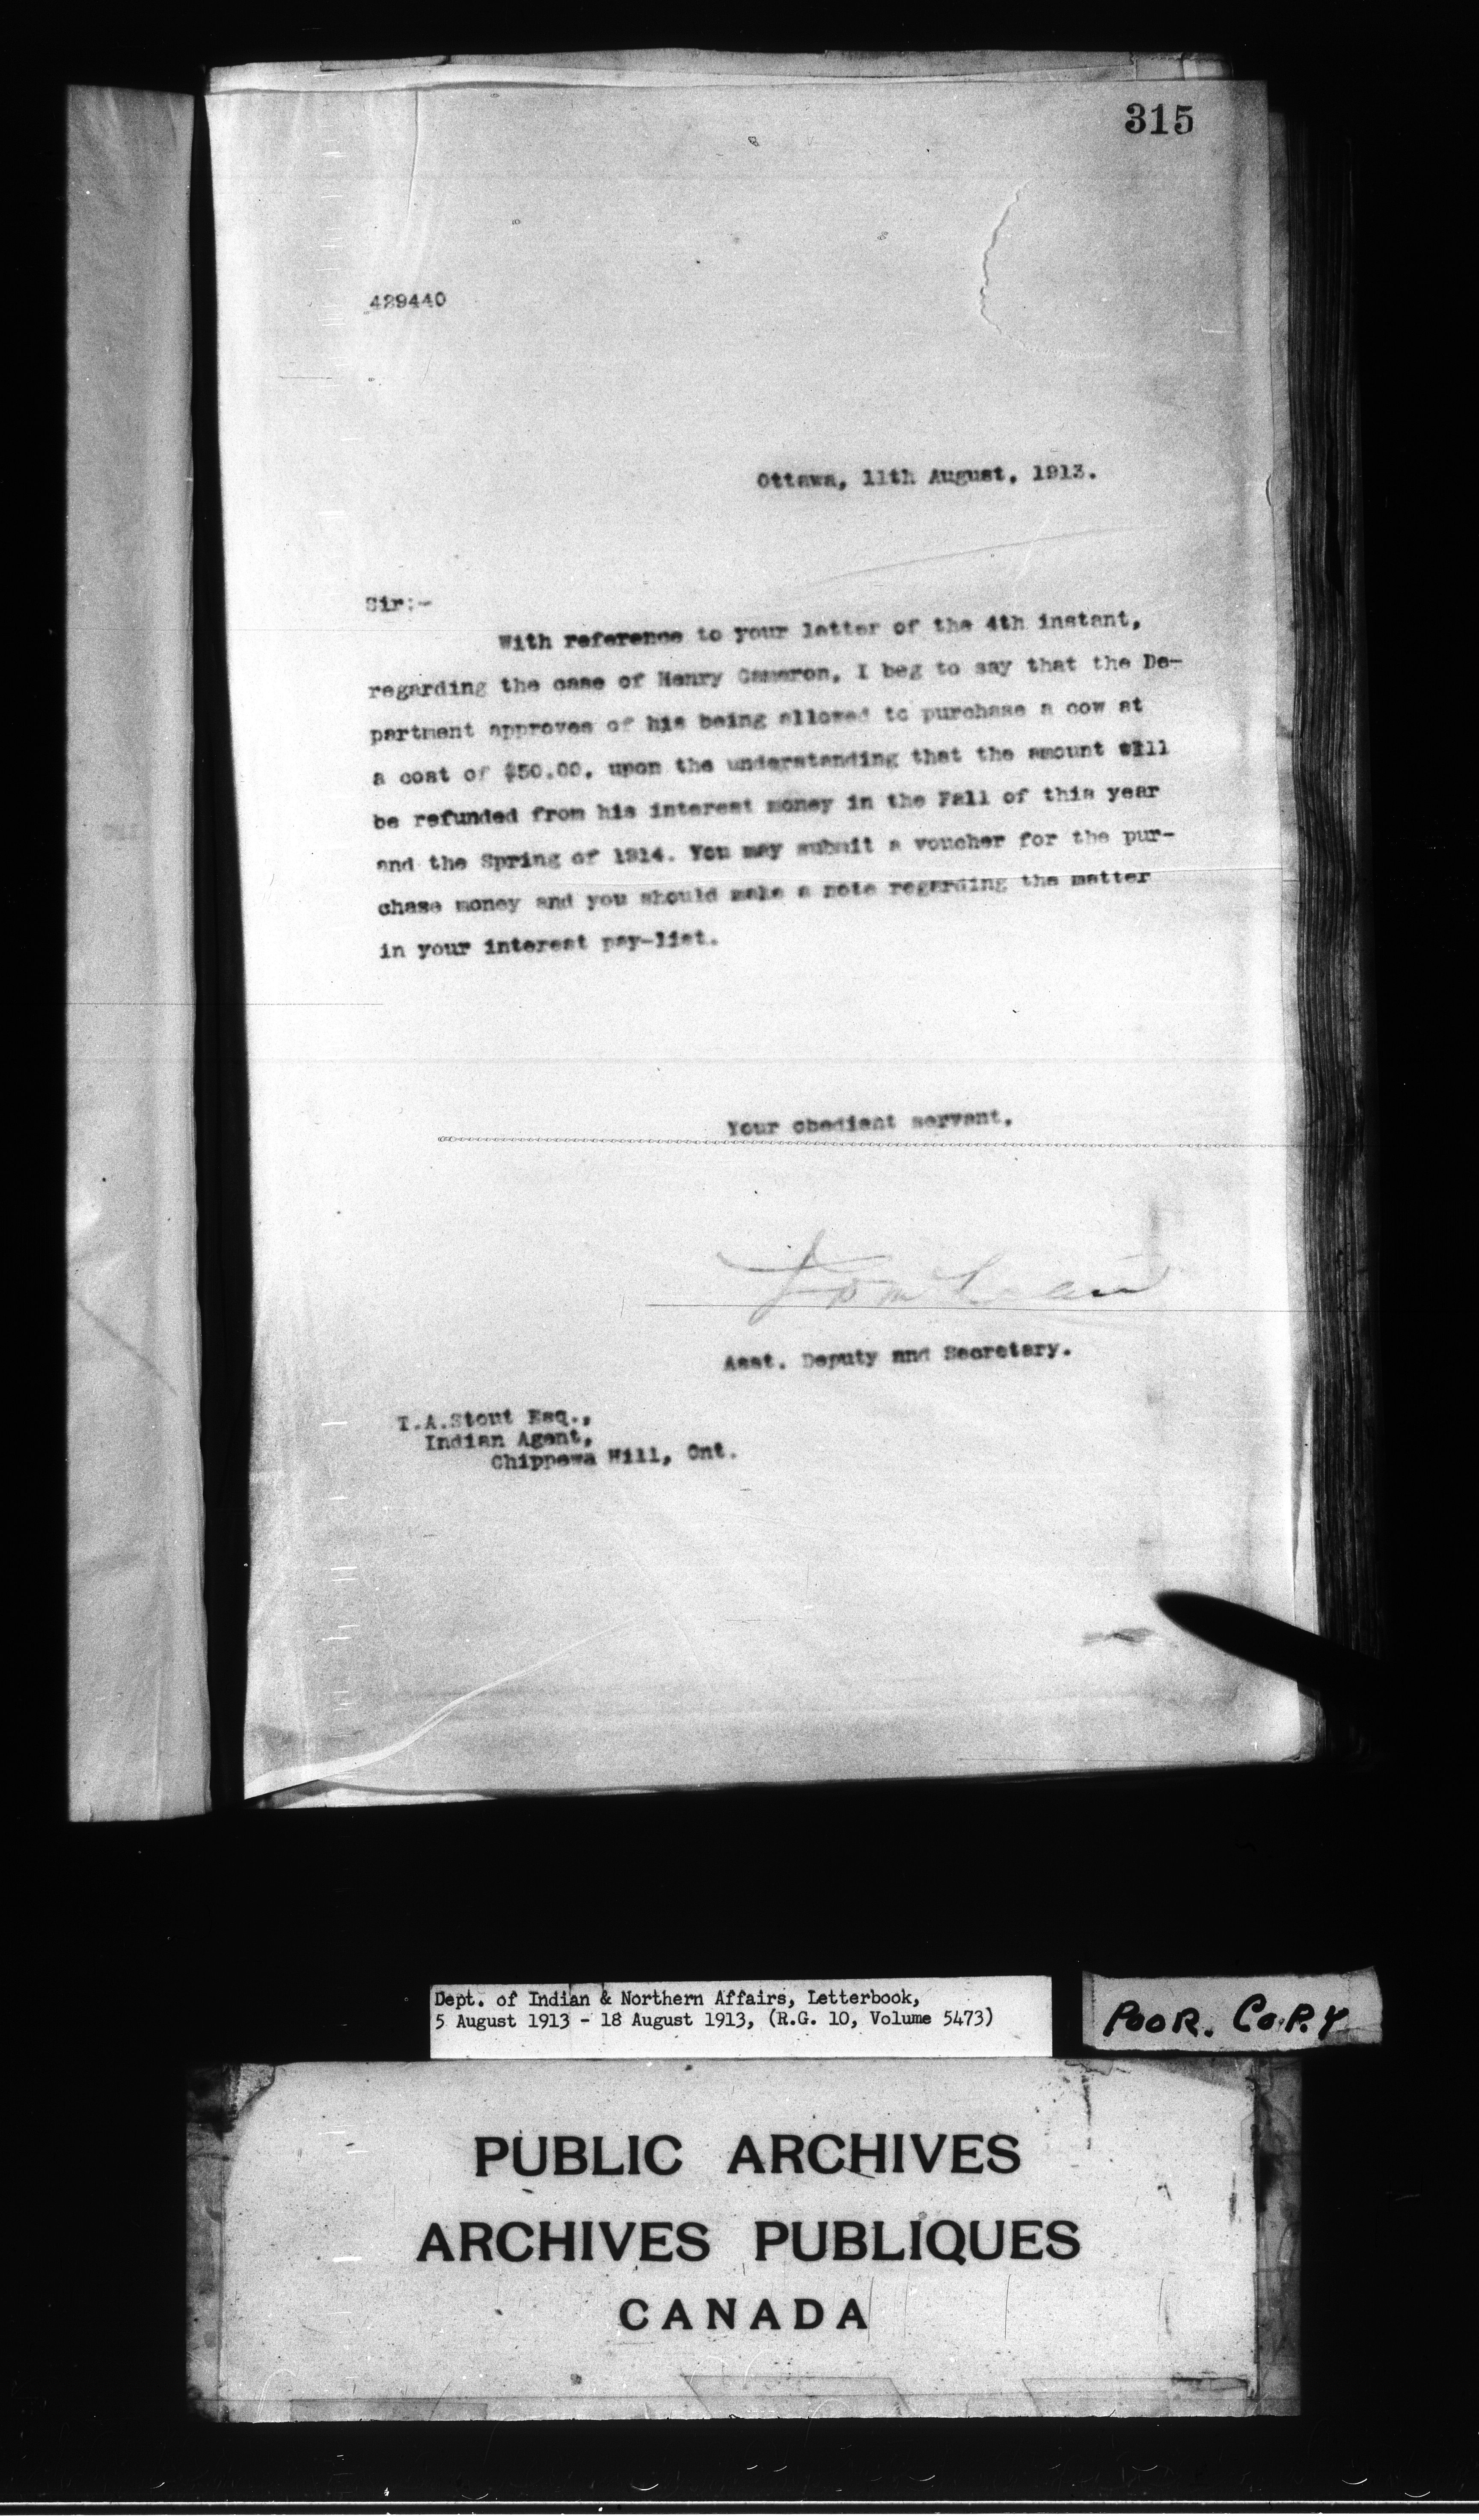 315
429440
Ottawa, 11th August, 1913.
Sir:-
With reference to your letter of the 4th instant,
regarding the case of Henry Cameron, I beg to say that the De-
partment approves of his being allowed to purchase a cow at
a cost of $50.00, upon the understanding that the amount will
be refunded from his interest money in the Fall of this year
and the Spring of 1914. You may submit a voucher for the pur-
chase money and you should make a note regarding the matter
in your interest pay-list.
Your obedient servant,
Asst. Deputy and Secretary.
T.A.Stout Esq.,
Indian Agent,
Chippewa Hill, Ont.
Dept. of Indian & Northern Affairs, Letterbook,
5 August 1913 - 18 August 1913, (R.G. 10, Volume 5473)
POOR. COPY
PUBLIC ARCHIVES
ARCHIVES PUBLIQUES
CANADA